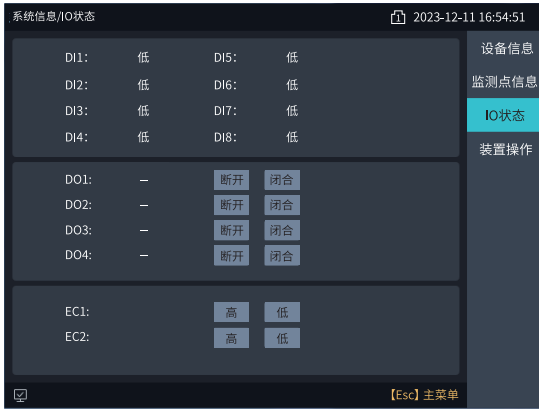 系统信息/IO状态 1 2023-12-11 16:54:51
设备信息
监测点信息
IO状态
装置操作
DI1: 低 DI5: 低
DI2: 低 DI6: 低
DI3: 低 DI7: 低
DI4: 低 DI8: 低
DO1: – 断开 闭合
DO2: – 断开 闭合
DO3: – 断开 闭合
DO4: – 断开 闭合
EC1: 高 低
EC2: 高 低
【Esc】主菜单